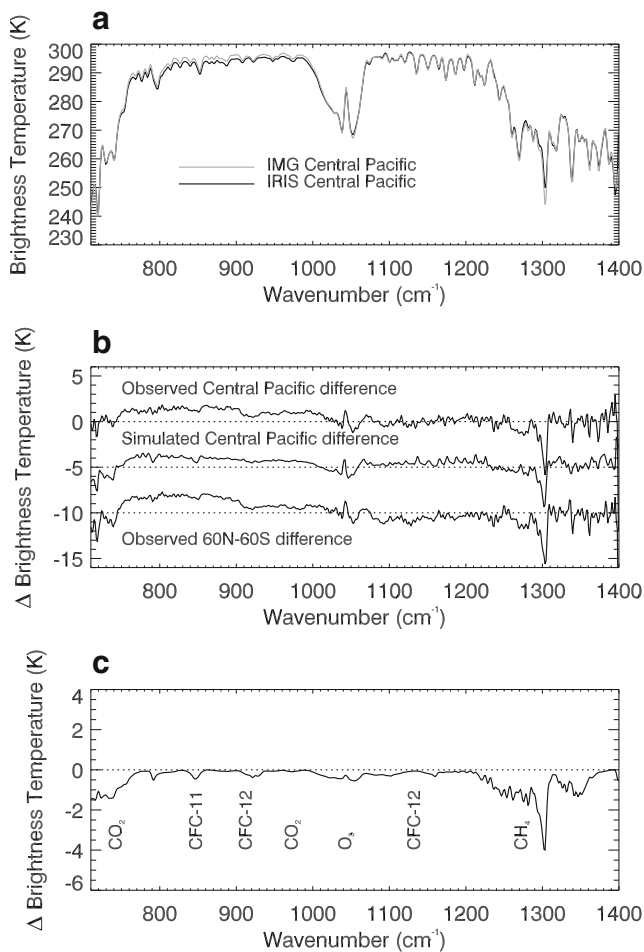 a
Brightness Temperature (K)
300
290
280
270
260
250
240
230
IMG Central Pacific
IRIS Central Pacific
800 900 1000 1100 1200 1300 1400
Wavenumber (cm⁻¹)
b
Δ Brightness Temperature (K)
5
0
-5
-10
-15
Observed Central Pacific difference
Simulated Central Pacific difference
Observed 60N-60S difference
800 900 1000 1100 1200 1300 1400
Wavenumber (cm⁻¹)
c
Δ Brightness Temperature (K)
4
2
0
-2
-4
-6
CO₂
CFC-11
CFC-12
CO₂
O₃
CFC-12
CH₄
800 900 1000 1100 1200 1300 1400
Wavenumber (cm⁻¹)